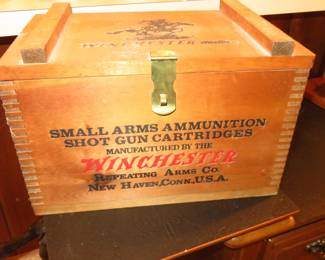 WINCHESTER
SMALL ARMS AMMUNITION
SHOT GUN CARTRIDGES
MANUFACTURED BY THE
WINCHESTER
REPEATING ARMS CO.
NEW HAVEN, CONN., U.S.A.